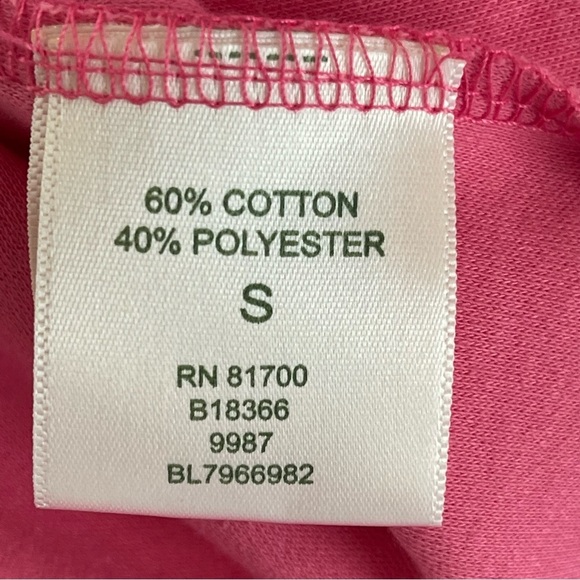 60% COTTON
40% POLYESTER
S
RN 81700
B18366
9987
BL7966982